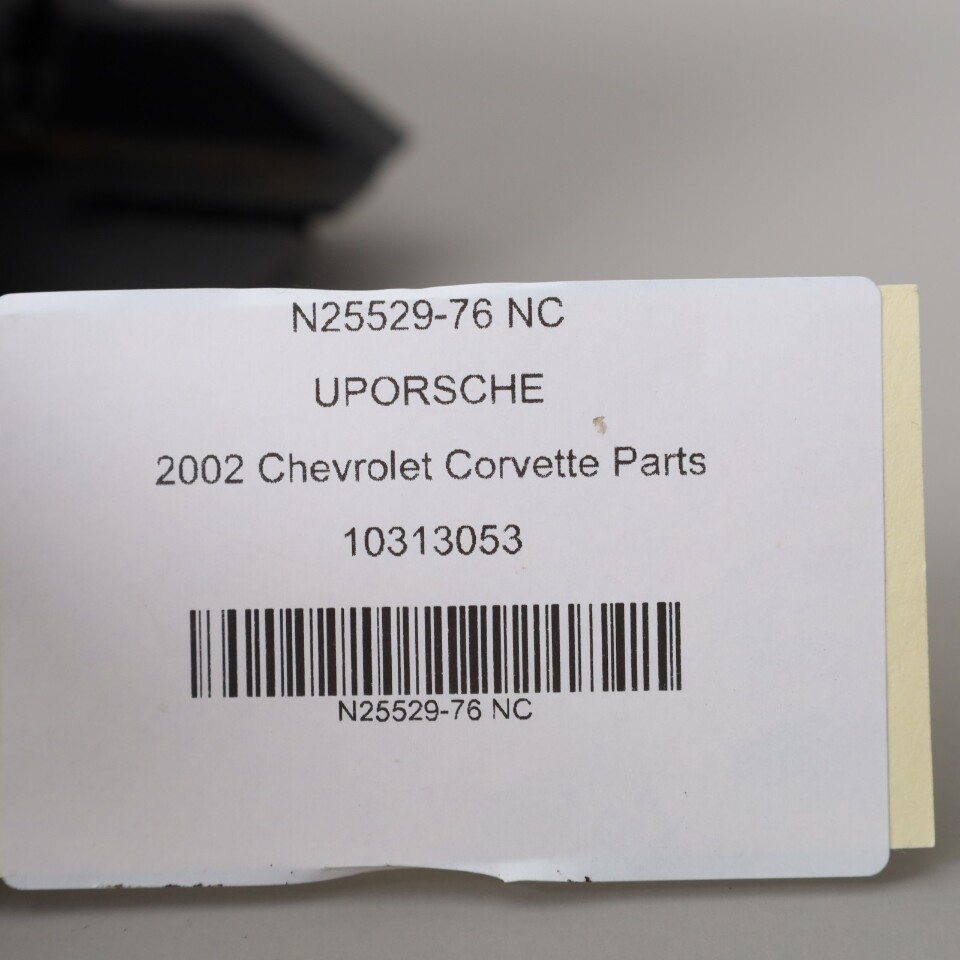 N25529-76 NC
UPORSCHE
2002 Chevrolet Corvette Parts
10313053
N25529-76 NC